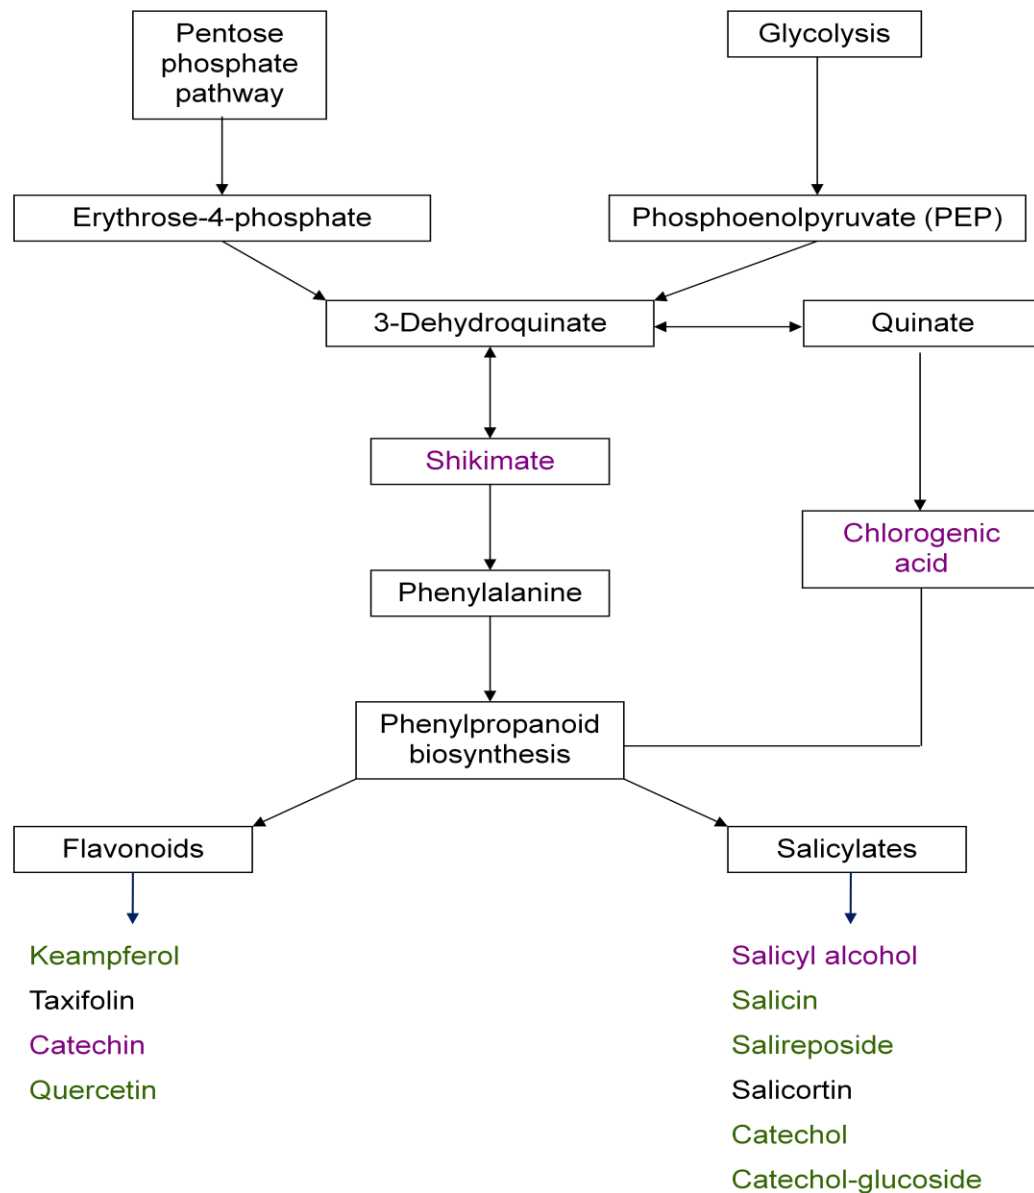 Pentose
phosphate
pathway
Glycolysis
Erythrose-4-phosphate
Phosphoenolpyruvate (PEP)
3-Dehydroquinate
Quinate
Shikimate
Chlorogenic
acid
Phenylalanine
Phenylpropanoid
biosynthesis
Flavonoids
Salicylates
Keampferol
Taxifolin
Catechin
Quercetin
Salicyl alcohol
Salicin
Salireposide
Salicortin
Catechol
Catechol-glucoside